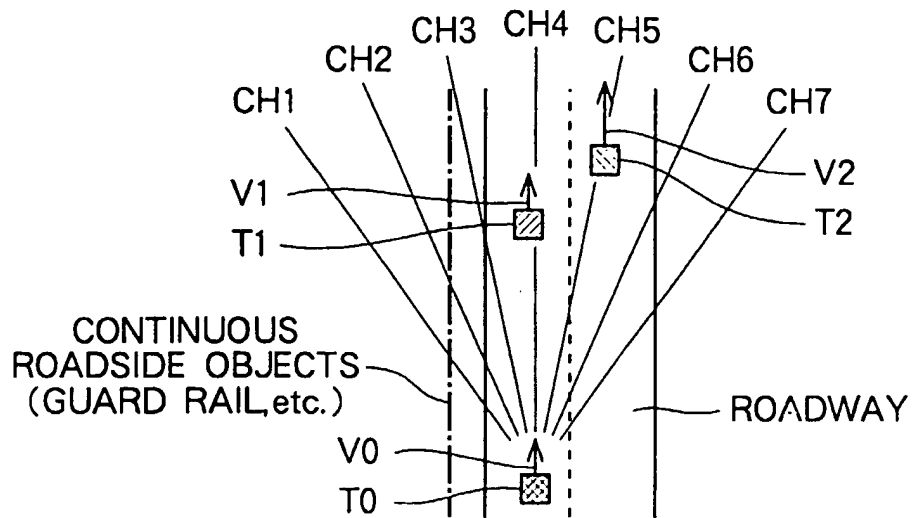 CH1
CH2
CH3
CH4
CH5
CH6
CH7
V1
T1
V2
T2
CONTINUOUS
ROADSIDE OBJECTS
(GUARD RAIL,etc.)
ROADWAY
V0
T0